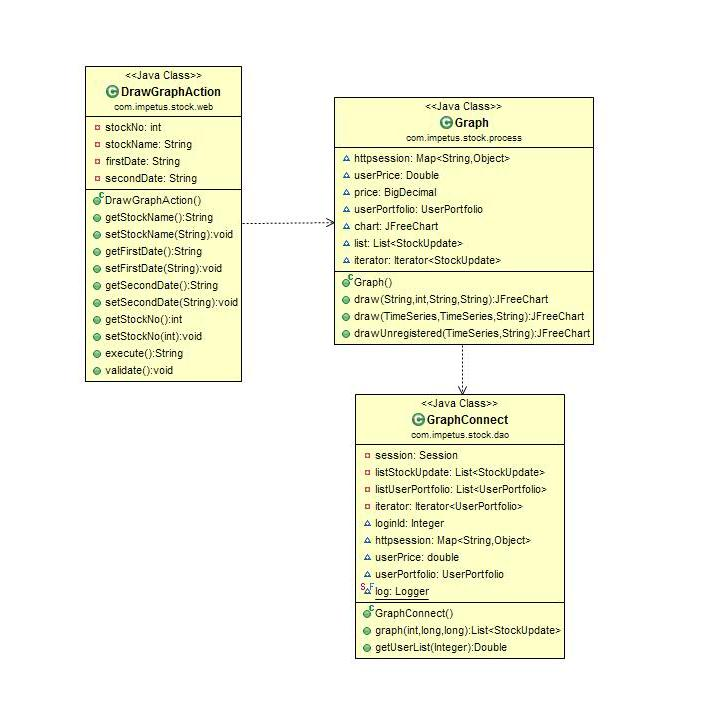 <<Java Class>>
DrawGraphAction
com.impetus.stock.web
stockNo: int
stockName: String
firstDate: String
secondDate: String
DrawGraphAction()
getStockName():String
setStockName(String):void
getFirstDate():String
setFirstDate(String):void
getSecondDate():String
setSecondDate(String):void
getStockNo():int
setStockNo(int):void
execute():String
validate():void
<<Java Class>>
Graph
com.impetus.stock.process
httpsession: Map<String,Object>
userPrice: Double
price: BigDecimal
userPortfolio: UserPortfolio
chart: JFreeChart
list: List<StockUpdate>
iterator: Iterator<StockUpdate>
Graph()
draw(String,int,String,String):JFreeChart
draw(TimeSeries,TimeSeries,String):JFreeChart
drawUnregistered(TimeSeries,String):JFreeChart
<<Java Class>>
GraphConnect
com.impetus.stock.dao
session: Session
listStockUpdate: List<StockUpdate>
listUserPortfolio: List<UserPortfolio>
iterator: Iterator<UserPortfolio>
loginId: Integer
httpsession: Map<String,Object>
userPrice: double
userPortfolio: UserPortfolio
log: Logger
GraphConnect()
graph(int,long,long):List<StockUpdate>
getUserList(Integer):Double